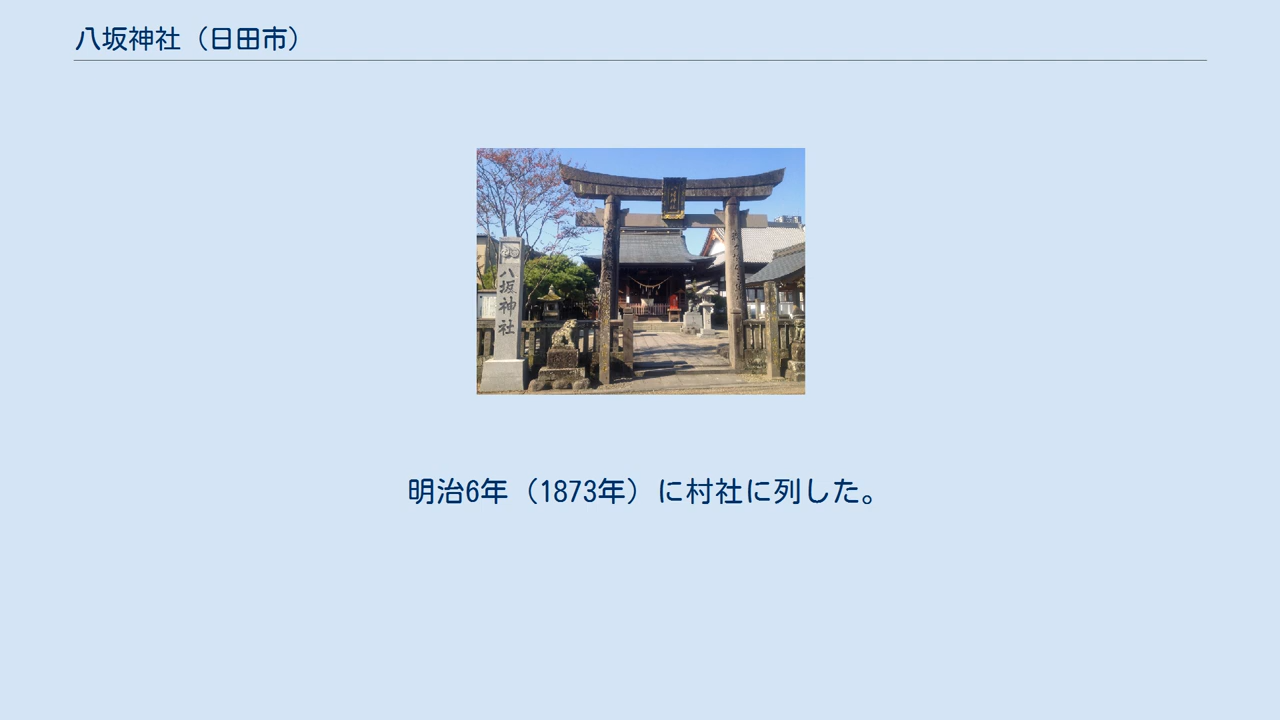 八坂神社（日田市）
八坂神社
明治6年（1873年）に村社に列した。